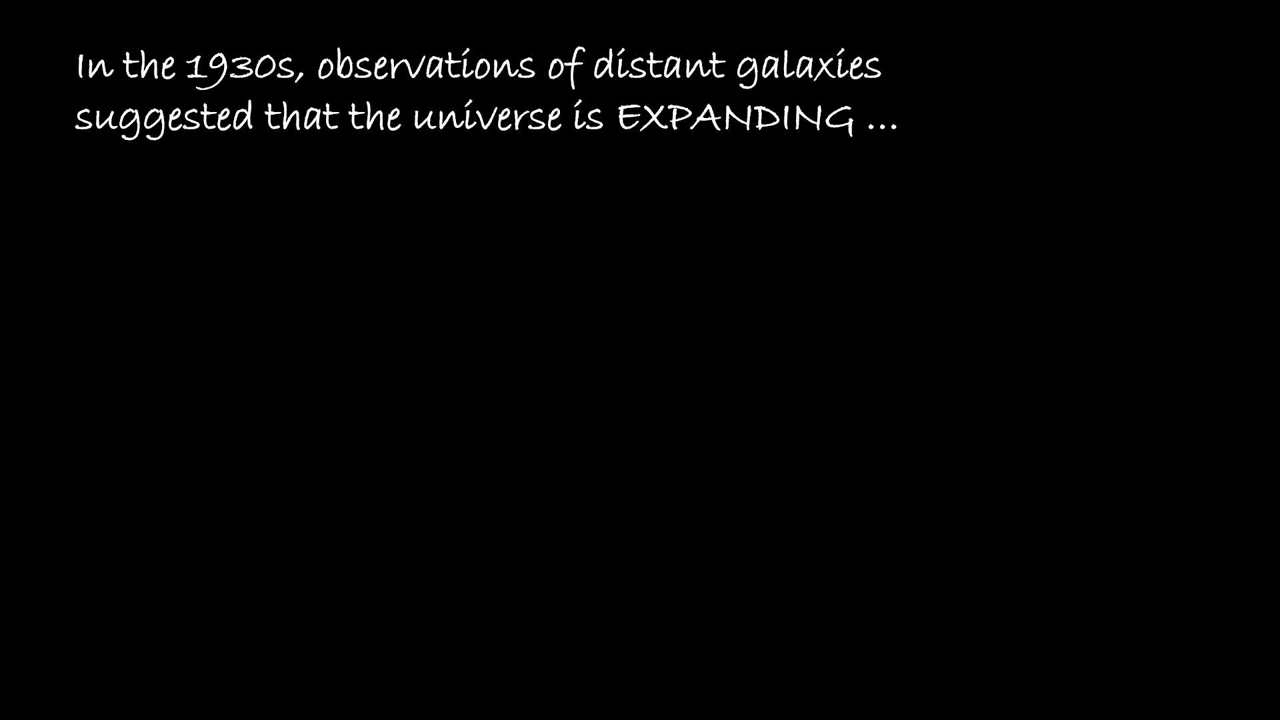 In the 1930s, observations of distant galaxies
suggested that the universe is EXPANDING ...